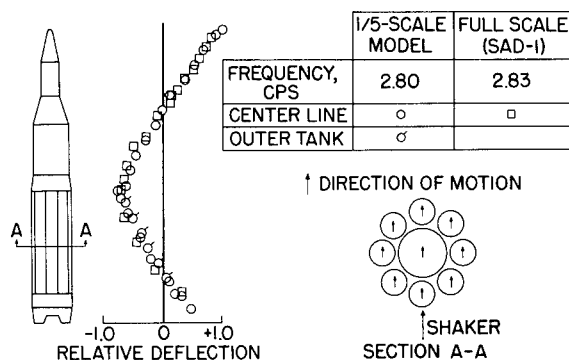 1/5-SCALE MODEL
FULL SCALE (SAD-1)
FREQUENCY, CPS
2.80
2.83
CENTER LINE
OUTER TANK
DIRECTION OF MOTION
A A
SHAKER
SECTION A-A
-1.0 0 +1.0
RELATIVE DEFLECTION